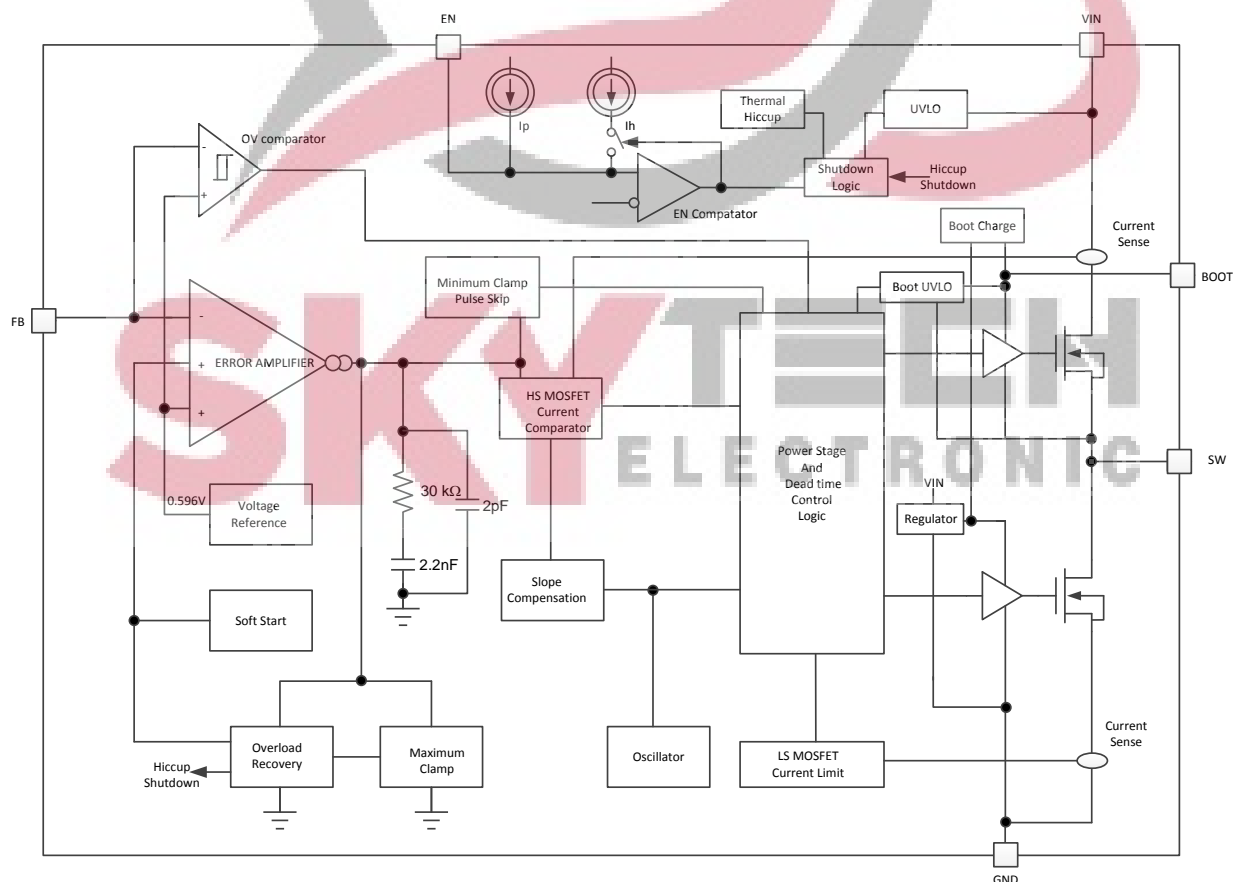 EN
VIN
Thermal
Hiccup
UVLO
Ip
Ih
OV comparator
-
+
Shutdown
Logic
Hiccup
Shutdown
EN Compatator
Boot Charge
Current
Sense
BOOT
Minimum Clamp
Pulse Skip
Boot UVLO
FB
-
ERROR AMPLIFIER
+
+
HS MOSFET
Current
Comparator
SKYTECH
ELECTRONIC
Power Stage
And
Dead time
Control
Logic
SW
0.596V
Voltage
Reference
30 kΩ
2pF
VIN
Regulator
2.2nF
Slope
Compensation
Soft Start
Overload
Recovery
Maximum
Clamp
Hiccup
Shutdown
Oscillator
LS MOSFET
Current Limit
Current
Sense
GND